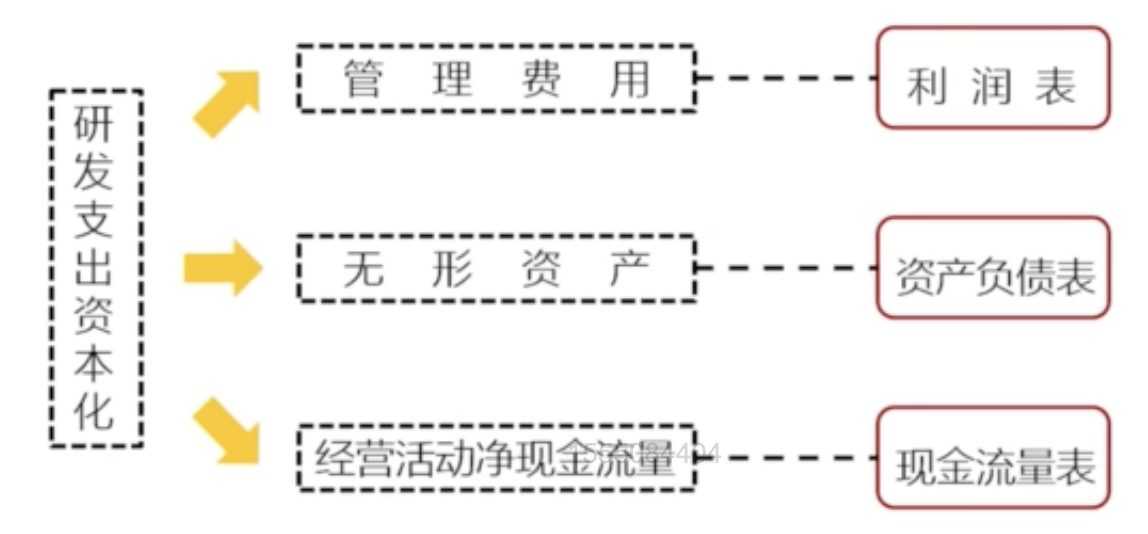 研发支出资本化
管理费用
利润表
无形资产
资产负债表
经营活动净现金流量
现金流量表